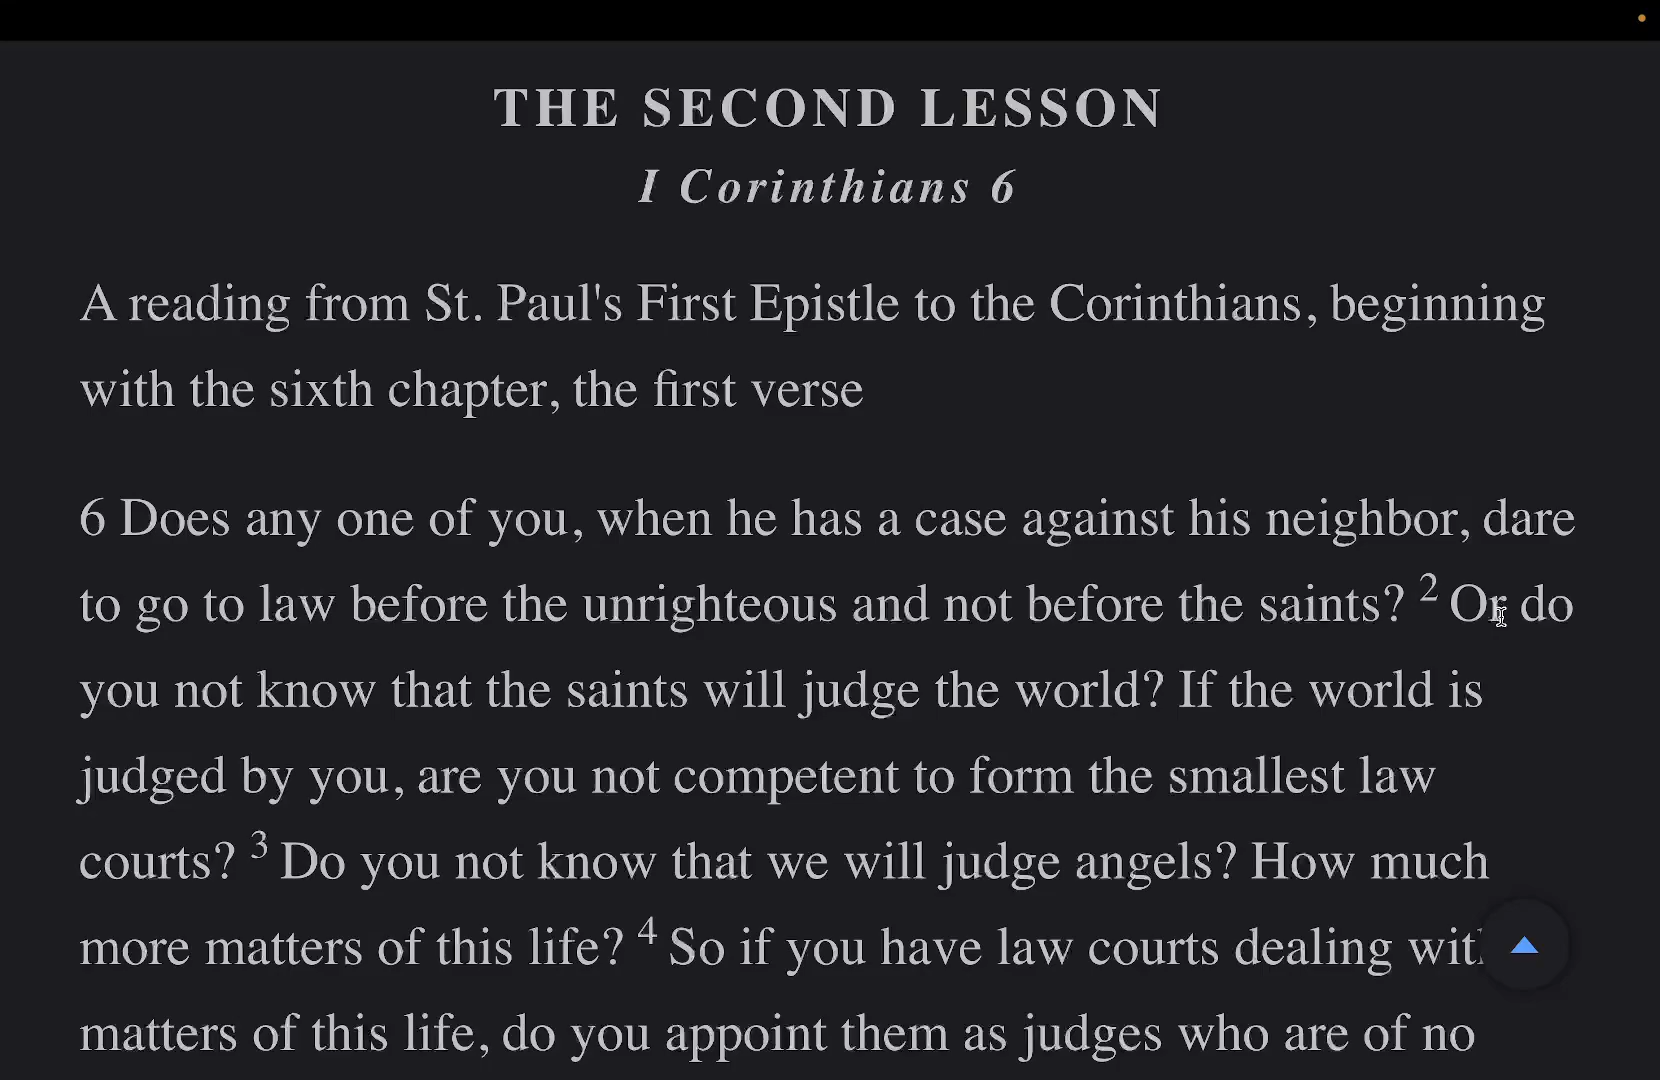 THE SECOND LESSON
I Corinthians 6
A reading from St. Paul's First Epistle to the Corinthians, beginning
with the sixth chapter, the first verse
6 Does any one of you, when he has a case against his neighbor, dare
to go to law before the unrighteous and not before the saints? 2 Or do
you not know that the saints will judge the world? If the world is
judged by you, are you not competent to form the smallest law
courts? 3 Do you not know that we will judge angels? How much
more matters of this life? 4 So if you have law courts dealing with
matters of this life, do you appoint them as judges who are of no